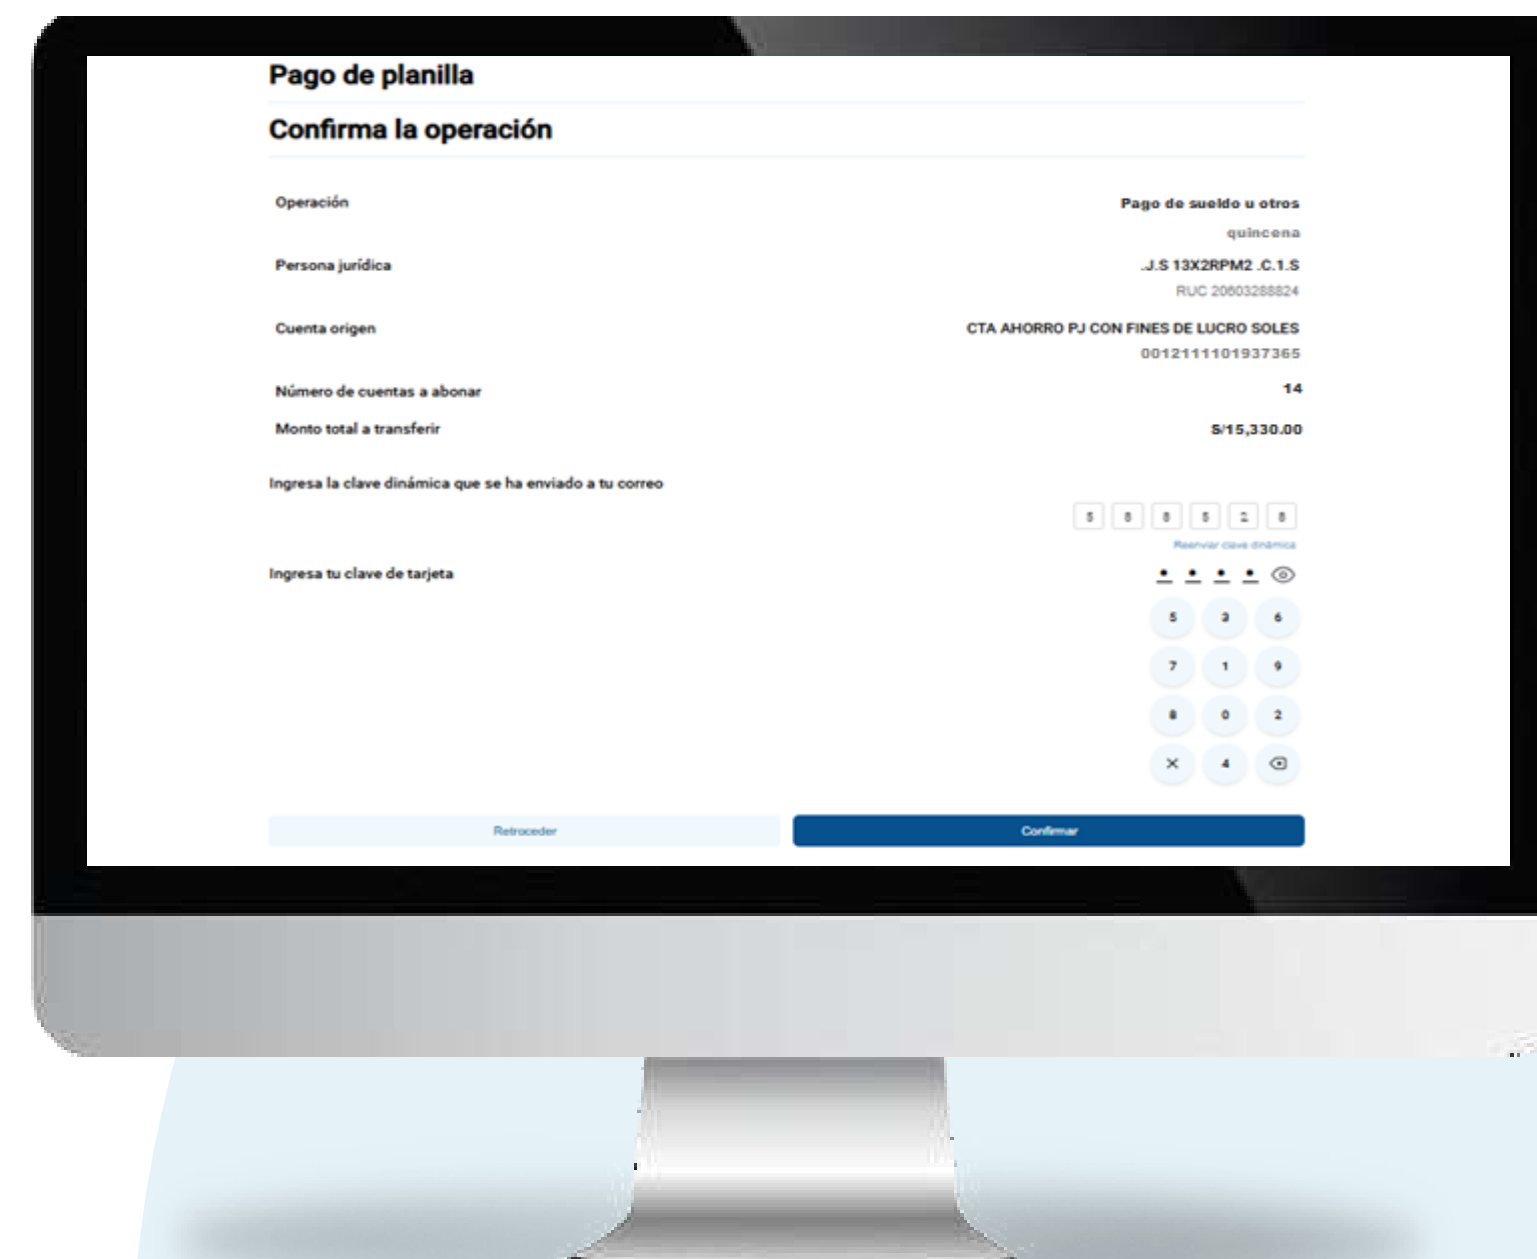 Pago de planilla
Confirma la operación
Operación
Pago de sueldo u otros
quincena
Persona jurídica
.J.S 13X2RPM2 .C.1.S
RUC 20603288824
Cuenta origen
CTA AHORRO PJ CON FINES DE LUCRO SOLES
0012111101937365
Número de cuentas a abonar
14
Monto total a transferir
S/15,330.00
Ingresa la clave dinámica que se ha enviado a tu correo
Reenviar clave dinámica
Ingresa tu clave de tarjeta
5 3 6
7 1 9
8 0 2
4
Retroceder
Confirmar